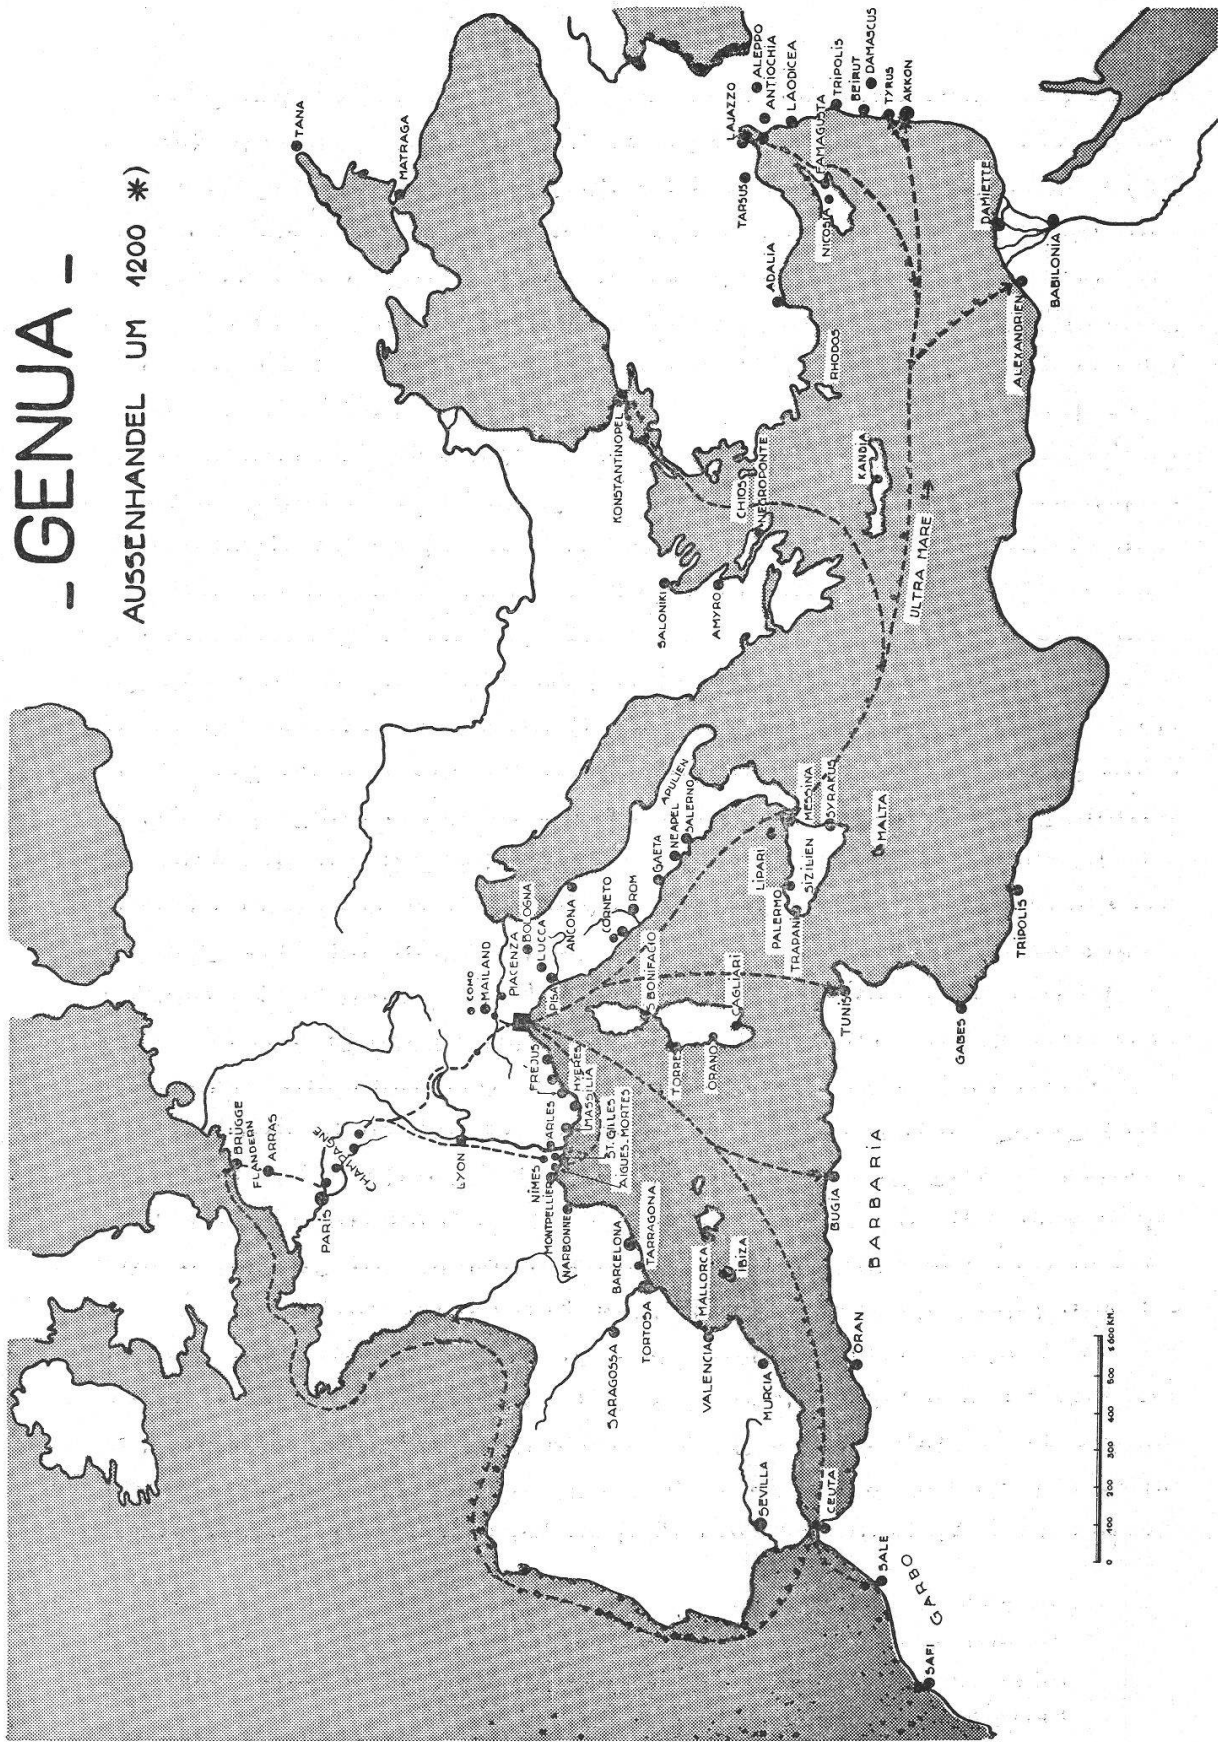 - GENUA -
AUSSENHANDEL UM 1200 *)
TANA
MATRAGA
KONSTANTINOPEL
SALONIKI
AMYRO
CHIOS
NEGROPONTE
KANDIA
RHODOS
ADALIA
TARSUS
LAJAZZO
ALEPPO
ANTIOCHIA
LAODICEA
FAMAGUSTA
NICOSIA
TRIPOLIS
BEIRUT
DAMASCUS
TYRUS
AKKON
DAMIETTE
BABILONIA
ALEXANDRIEN
ULTRA MARE
BRÜGGE
FLANDERN
ARRAS
PARIS
CHAMPAGNE
LYON
COMO
MAILAND
PIACENZA
BOLOGNA
LUCCA
PISA
ANCONA
CORNETO
ROM
GAETA
NEAPEL
SALERNO
APULIEN
LIPARI
MESSINA
SYRAKUS
SIZILIEN
PALERMO
TRAPANI
MALTA
S BONIFACIO
CAGLIARI
TORRES
ORANO
FREJUS
HYERES
MASSILIA
ARLES
ST. GILLES
AIGUES.MORTES
NIMES
MONTPELLIER
NARBONNE
BARCELONA
TARRAGONA
TORTOSA
SARAGOSSA
MALLORCA
IBIZA
VALENCIA
MURCIA
SEVILLA
CEUTA
ORAN
BUGIA
BARBARIA
TUNIS
GABES
TRIPOLIS
SALE
GARBO
SAFI
0 100 200 300 400 500 600 KM.